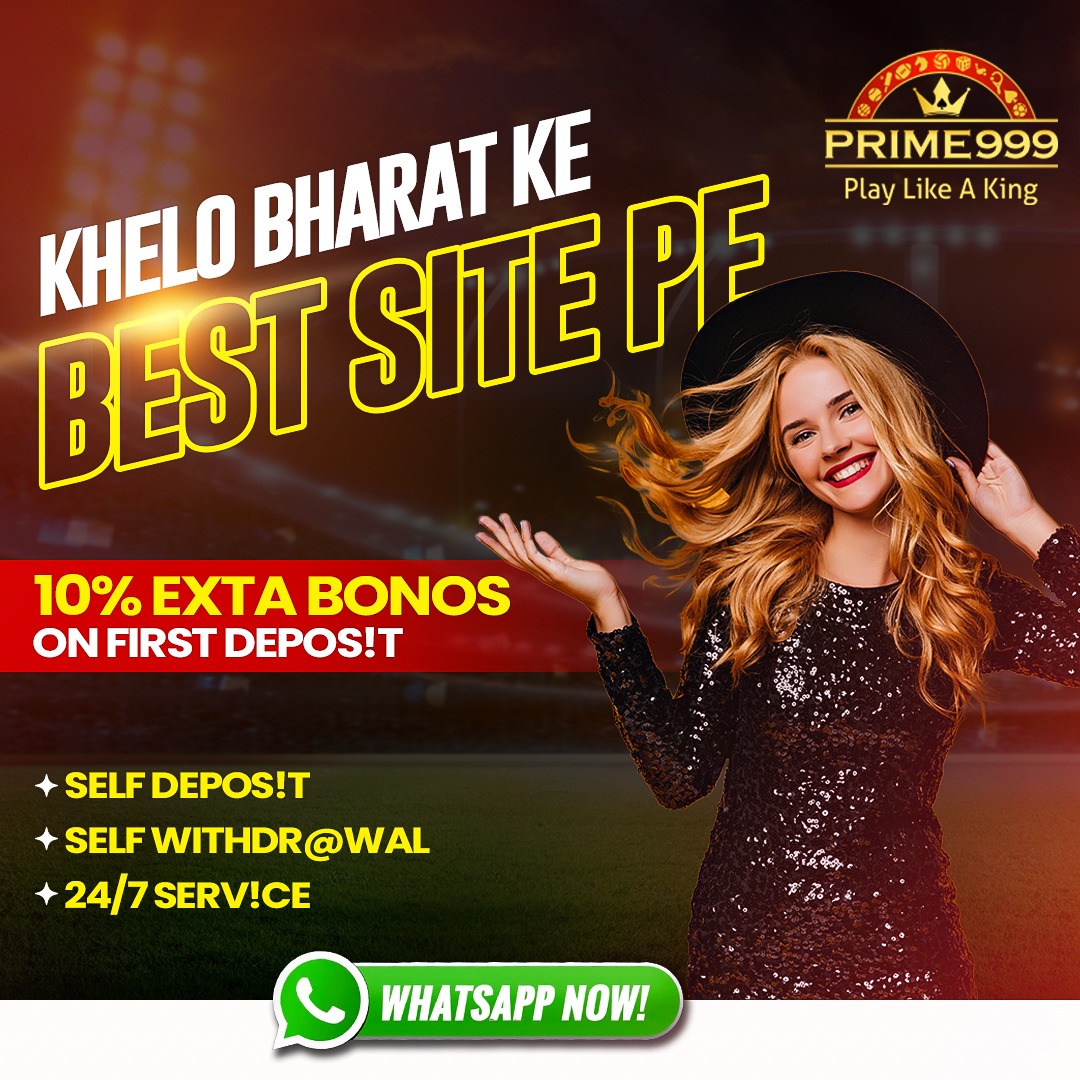 PRIME999
Play Like A King
KHELO BHARAT KE
BEST SITE PE
10% EXTA BONOS
ON FIRST DEPOS!T
SELF DEPOS!T
SELF WITHDR@WAL
24/7 SERV!CE
WHATSAPP NOW!